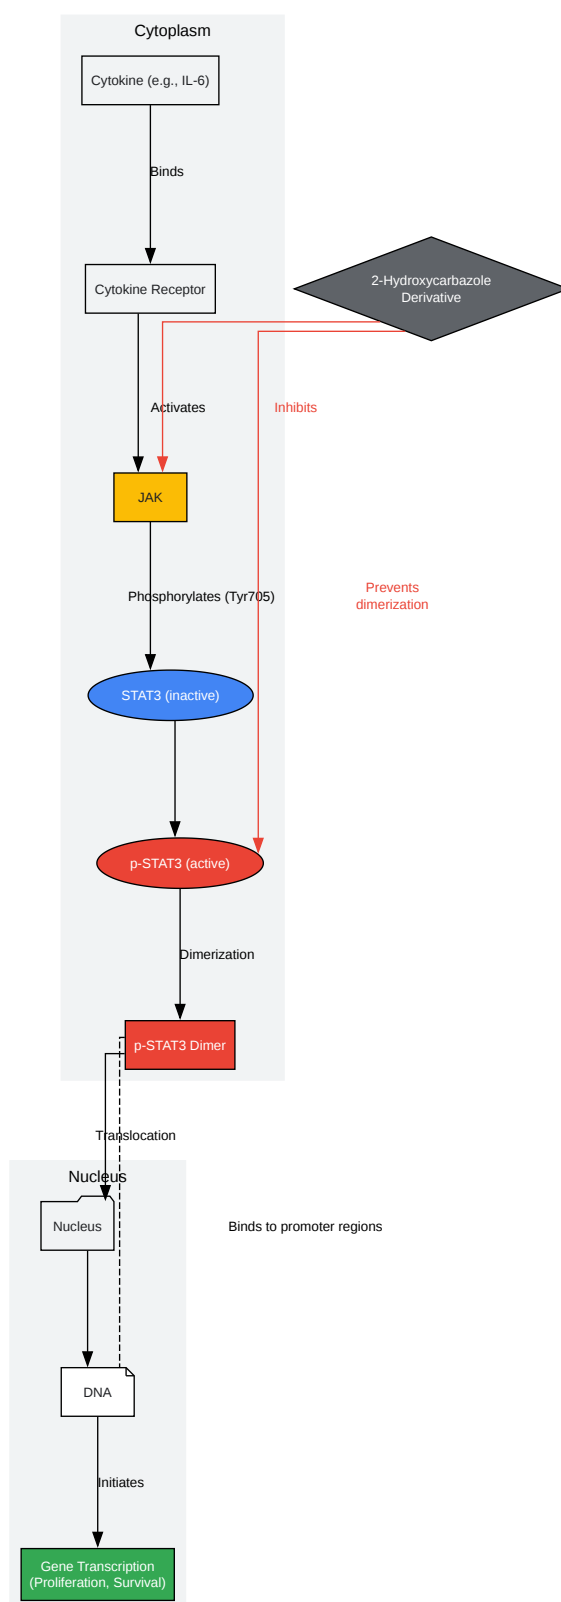 Cytoplasm
Cytokine (e.g., IL-6)
Binds
Cytokine Receptor
2-Hydroxycarbazole
Derivative
Activates
Inhibits
JAK
Phosphorylates (Tyr705)
Prevents
dimerization
STAT3 (inactive)
p-STAT3 (active)
Dimerization
p-STAT3 Dimer
Translocation
Nucleus
Nucleus
Binds to promoter regions
DNA
Initiates
Gene Transcription
(Proliferation, Survival)